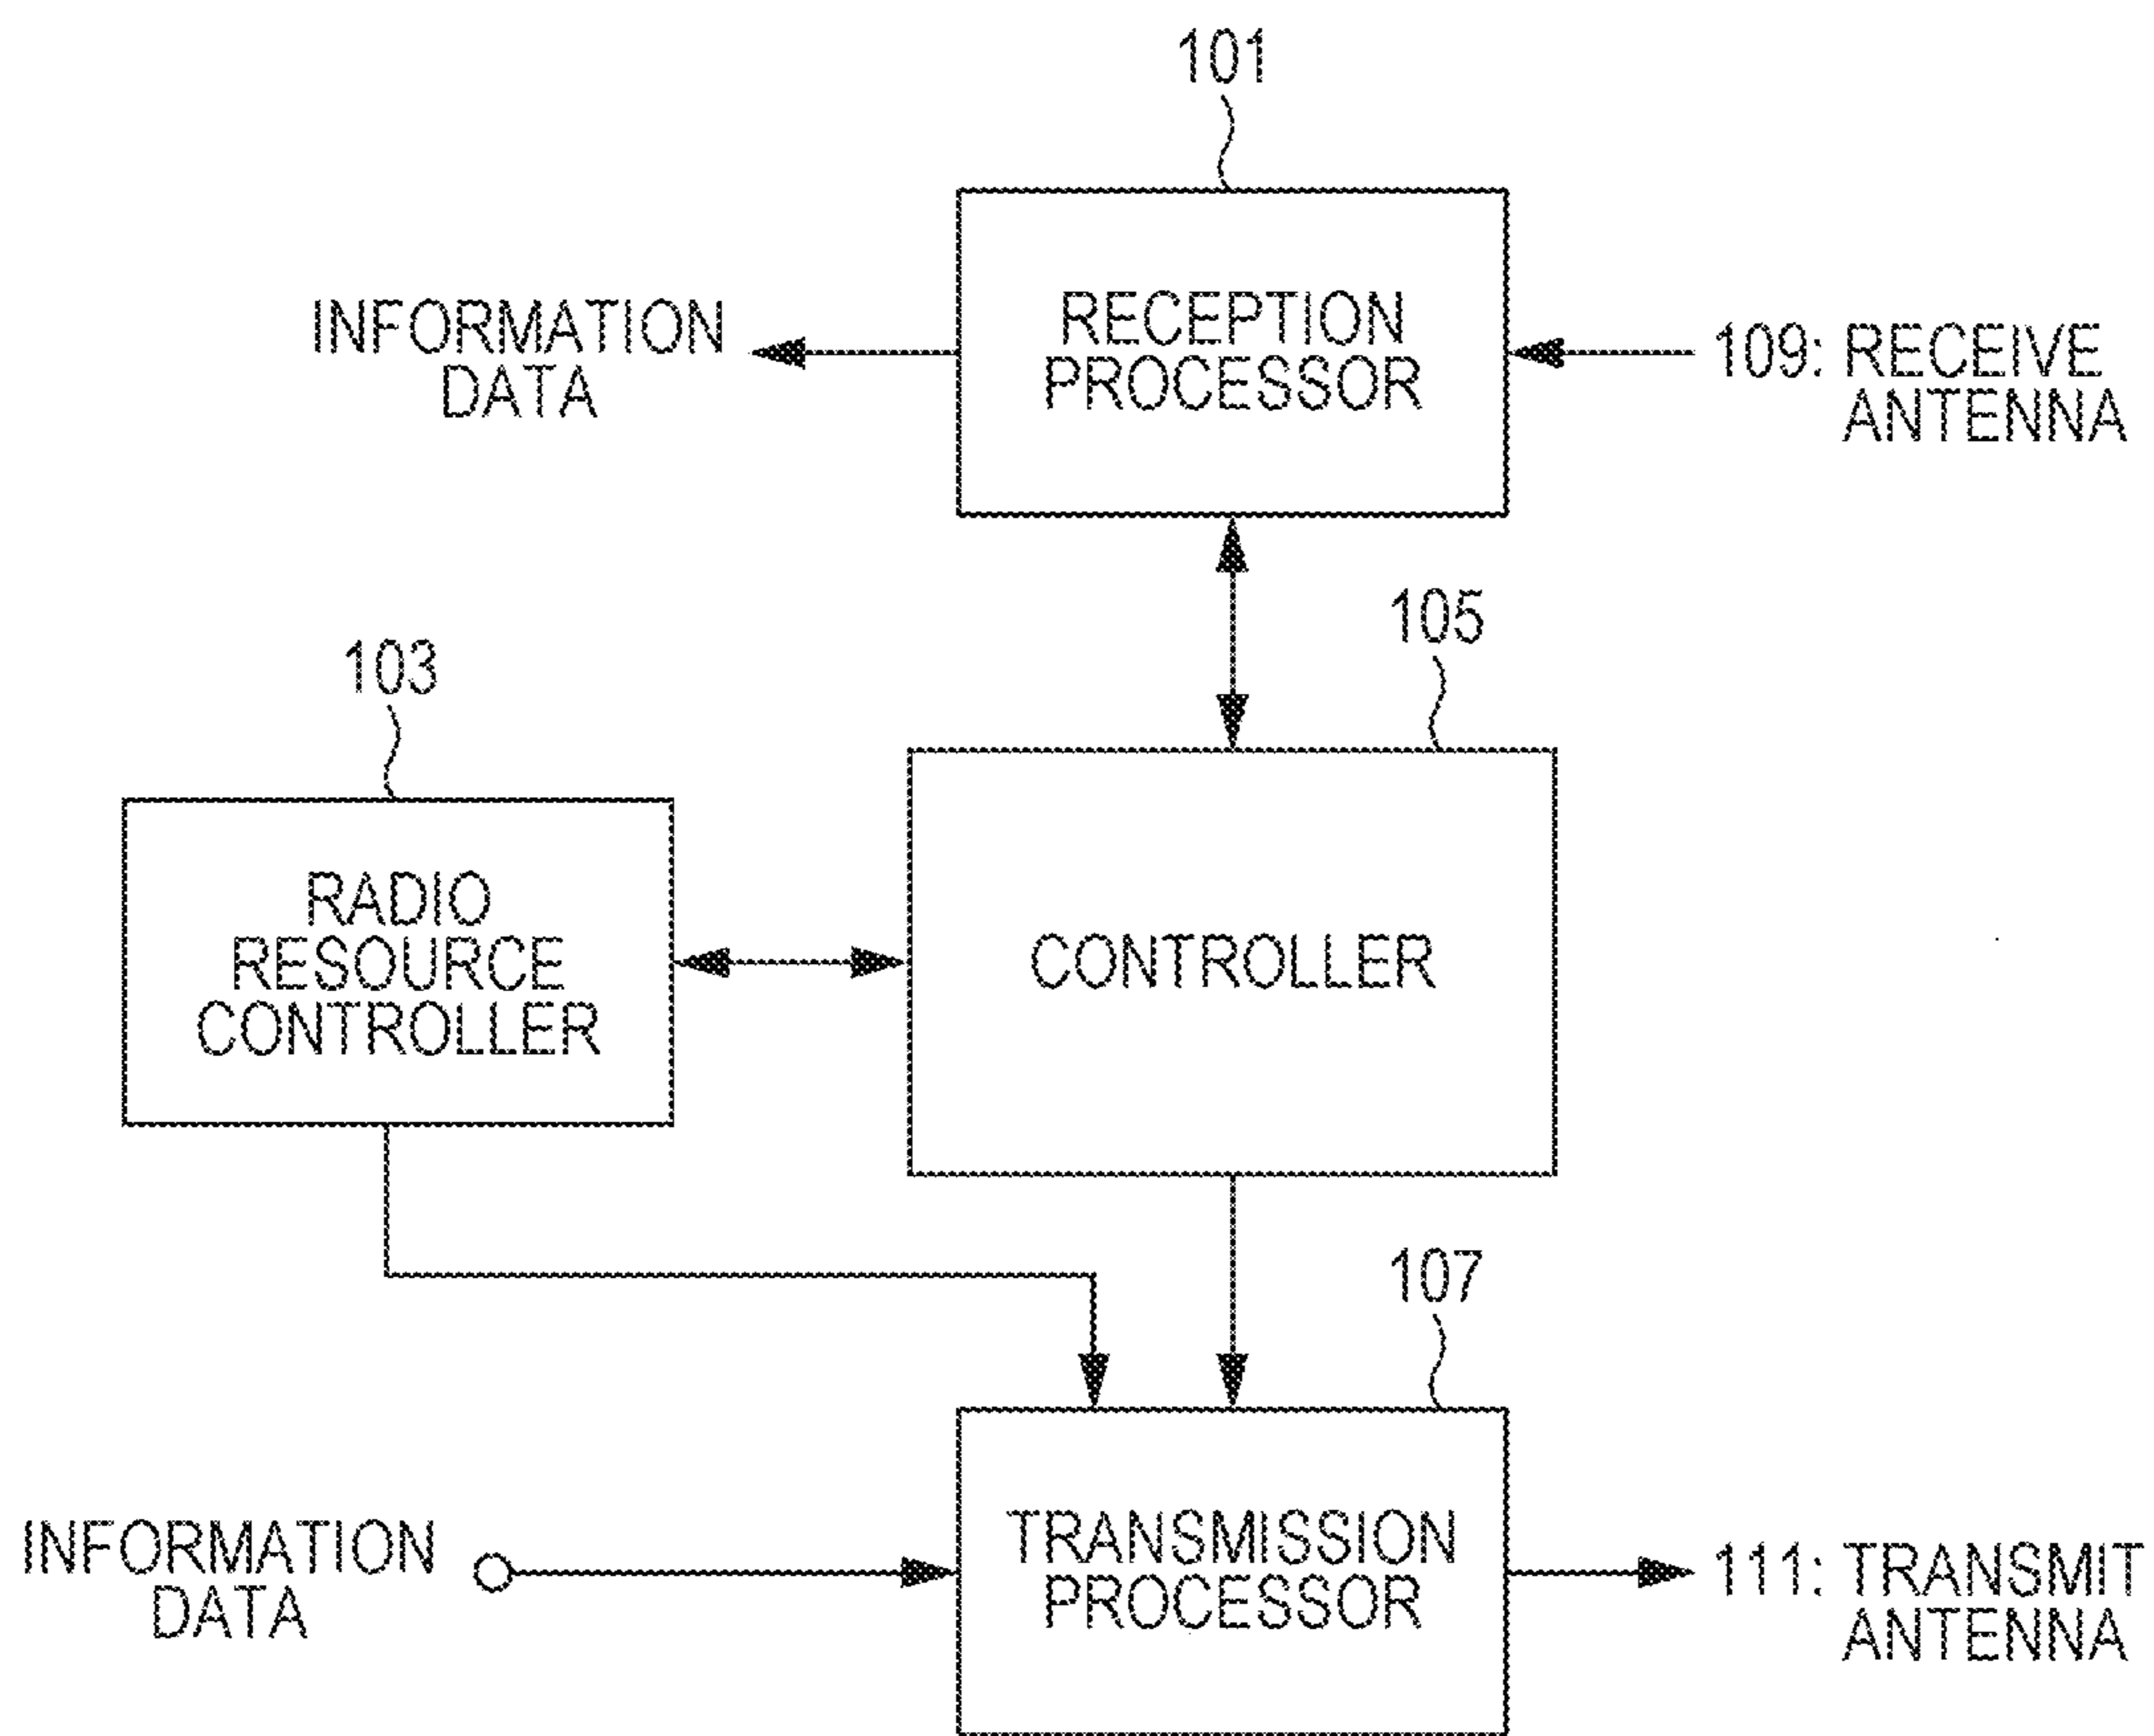 101
RECEPTION
PROCESSOR
INFORMATION
DATA
109: RECEIVE
ANTENNA
105
103
RADIO
RESOURCE
CONTROLLER
CONTROLLER
107
INFORMATION
DATA
TRANSMISSION
PROCESSOR
111: TRANSMIT
ANTENNA